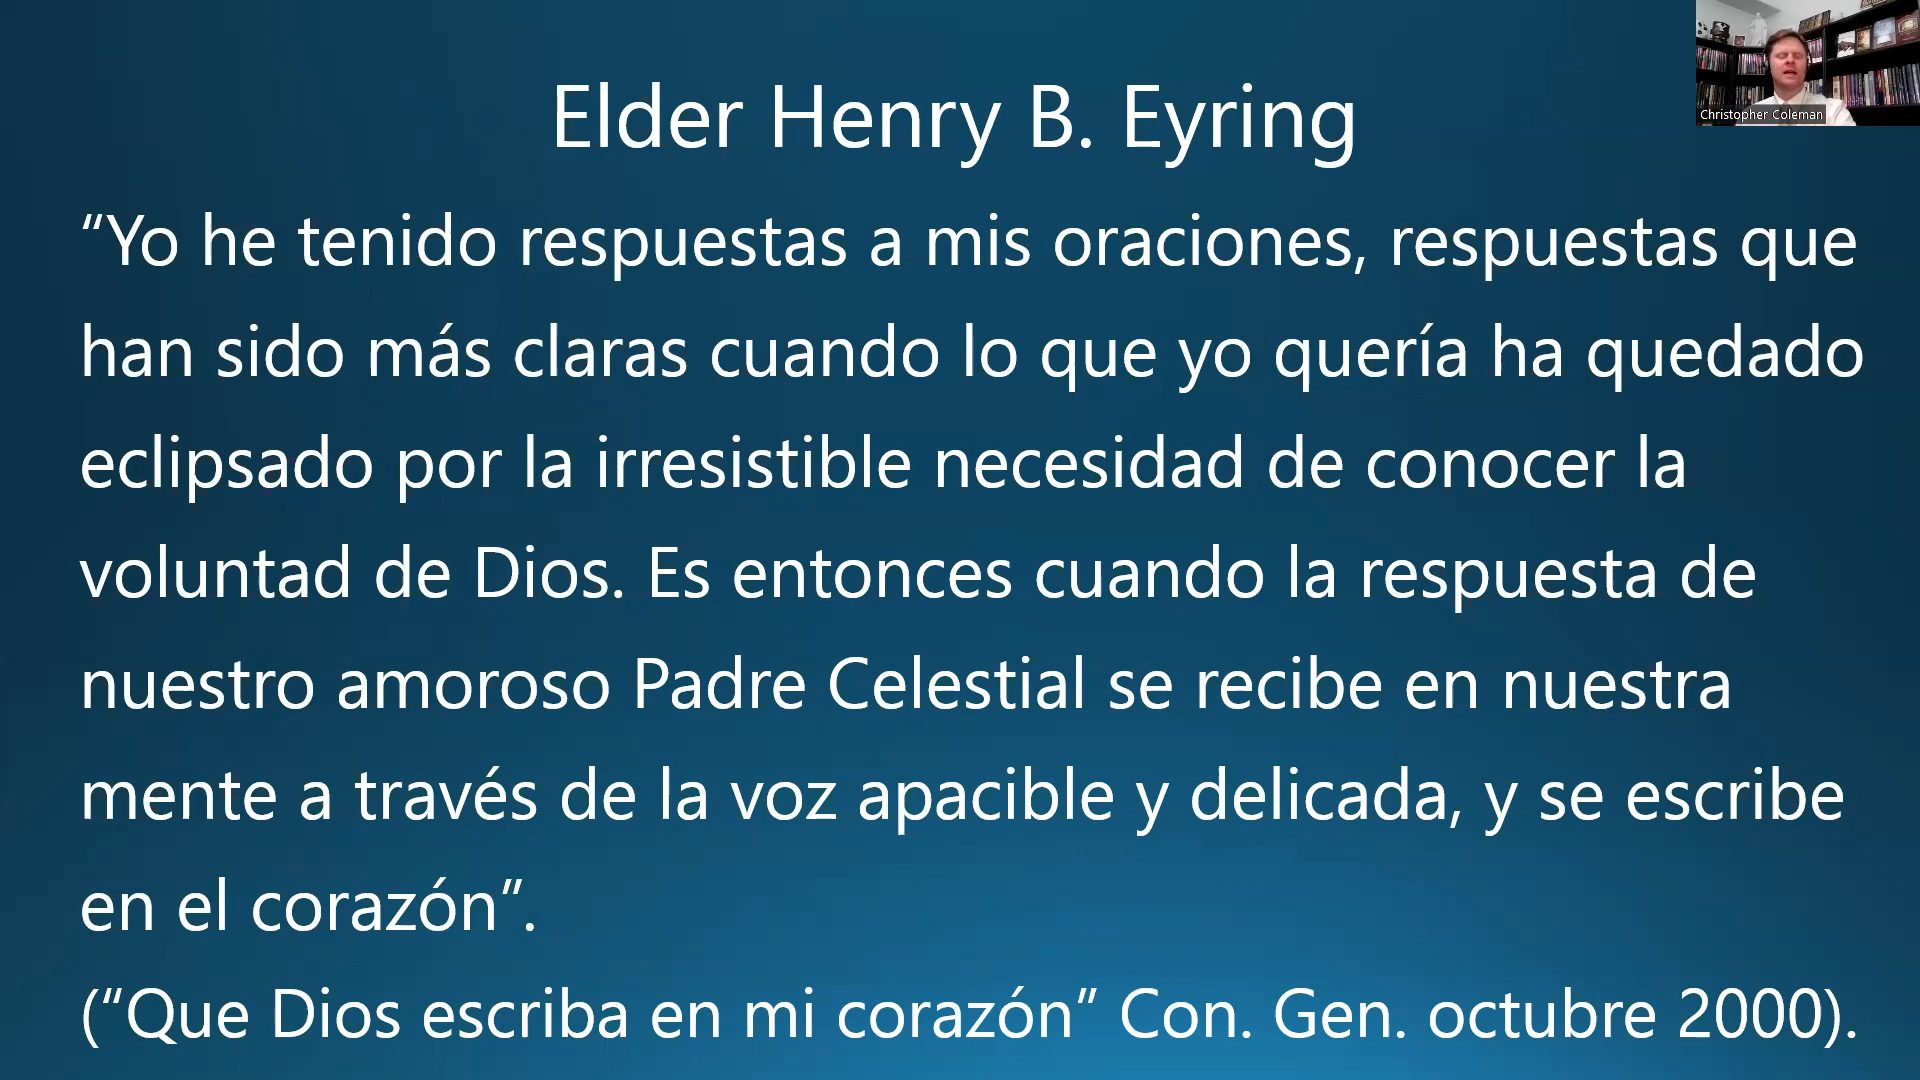 Elder Henry B. Eyring
Christopher Coleman
“Yo he tenido respuestas a mis oraciones, respuestas que
han sido más claras cuando lo que yo quería ha quedado
eclipsado por la irresistible necesidad de conocer la
voluntad de Dios. Es entonces cuando la respuesta de
nuestro amoroso Padre Celestial se recibe en nuestra
mente a través de la voz apacible y delicada, y se escribe
en el corazón”.
(“Que Dios escriba en mi corazón” Con. Gen. octubre 2000).